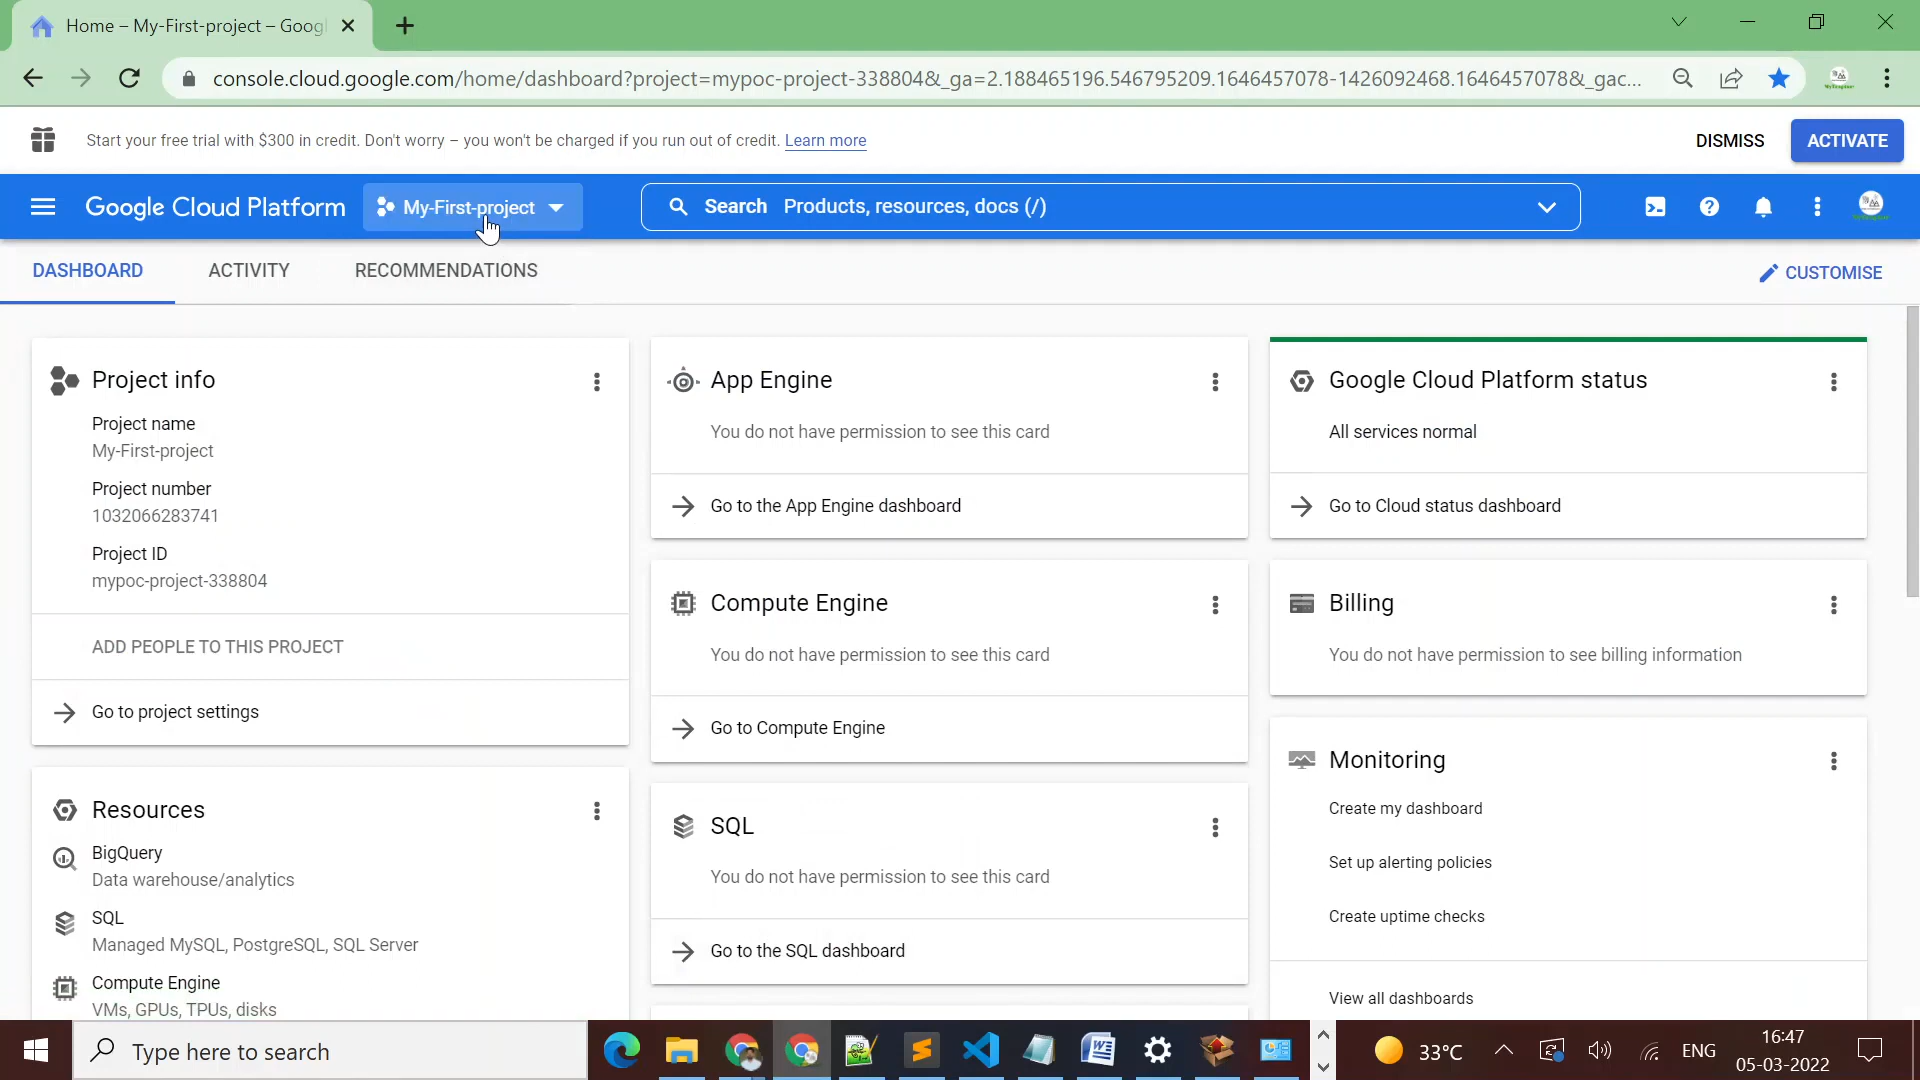 Home – My-First-project – Goog
console.cloud.google.com/home/dashboard?project=mypoc-project-338804&_ga=2.188465196.546795209.1646457078-1426092468.1646457078&_gac...
Start your free trial with $300 in credit. Don't worry – you won't be charged if you run out of credit. Learn more
DISMISS
ACTIVATE
Google Cloud Platform
My-First-project
Search Products, resources, docs (/)
DASHBOARD
ACTIVITY
RECOMMENDATIONS
CUSTOMISE
Project info
Project name
My-First-project
Project number
1032066283741
Project ID
mypoc-project-338804
ADD PEOPLE TO THIS PROJECT
Go to project settings
Resources
BigQuery
Data warehouse/analytics
SQL
Managed MySQL, PostgreSQL, SQL Server
Compute Engine
VMs, GPUs, TPUs, disks
App Engine
You do not have permission to see this card
Go to the App Engine dashboard
Compute Engine
You do not have permission to see this card
Go to Compute Engine
SQL
You do not have permission to see this card
Go to the SQL dashboard
Google Cloud Platform status
All services normal
Go to Cloud status dashboard
Billing
You do not have permission to see billing information
Monitoring
Create my dashboard
Set up alerting policies
Create uptime checks
View all dashboards
Type here to search
33°C
ENG
16:47
05-03-2022